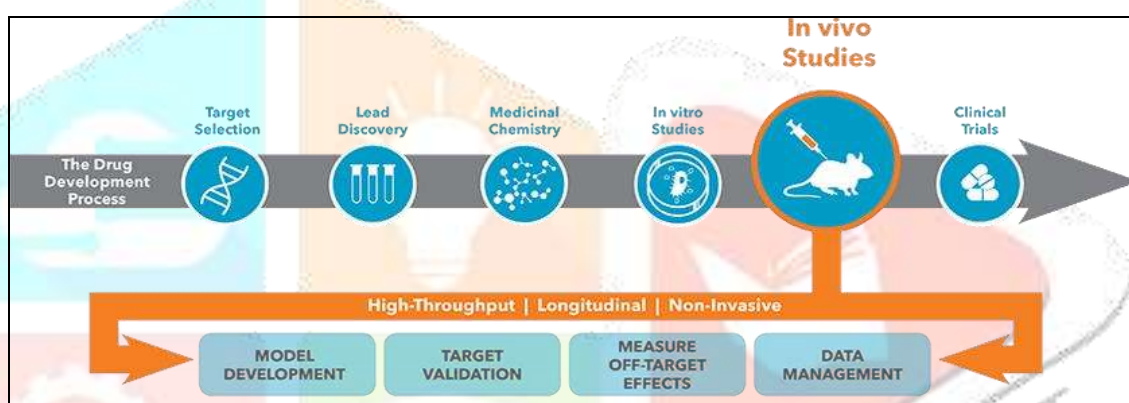 In vivo
Studies
Target
Selection
Lead
Discovery
Medicinal
Chemistry
In vitro
Studies
Clinical
Trials
The Drug
Development
Process
High-Throughput | Longitudinal | Non-Invasive
MODEL
DEVELOPMENT
TARGET
VALIDATION
MEASURE
OFF-TARGET
EFFECTS
DATA
MANAGEMENT